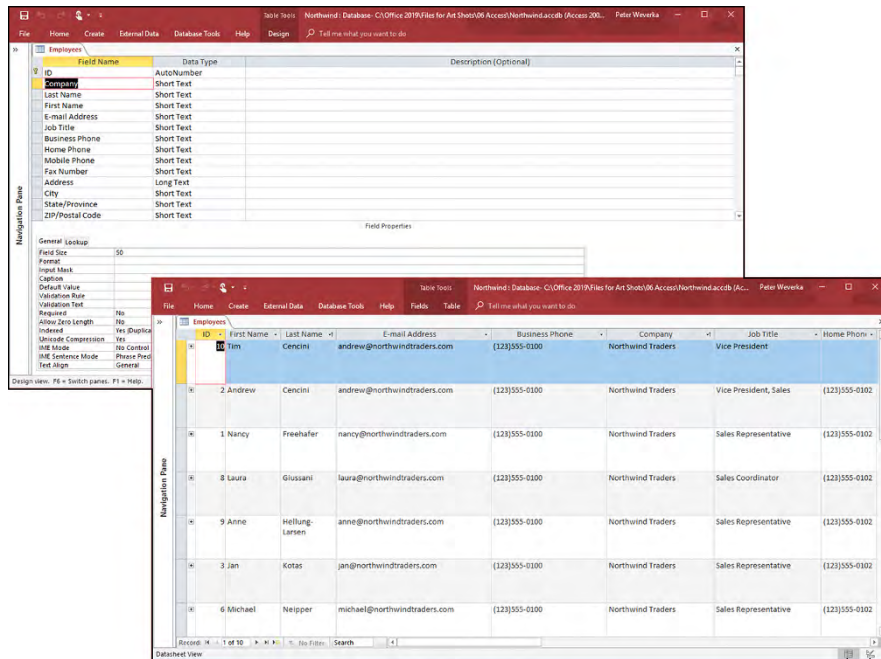 Table Tools Northwind : Database- C:\Office 2019\Files for Art Shots\06 Access\Northwind.accdb (Access 200... Peter Weverka
File Home Create External Data Database Tools Help Design Tell me what you want to do
Employees
Field Name Data Type Description (Optional)
ID AutoNumber
Company Short Text
Last Name Short Text
First Name Short Text
E-mail Address Short Text
Job Title Short Text
Business Phone Short Text
Home Phone Short Text
Mobile Phone Short Text
Fax Number Short Text
Address Long Text
City Short Text
State/Province Short Text
ZIP/Postal Code Short Text
Navigation Pane
Field Properties
General Lookup
Field Size 50
Format
Input Mask
Caption
Default Value
Validation Rule
Validation Text
Required No
Allow Zero Length No
Indexed Yes (Duplica
Unicode Compression Yes
IME Mode No Control
IME Sentence Mode Phrase Pred
Text Align General
Design view. F6 = Switch panes. F1 = Help.
Table Tools Northwind : Database- C:\Office 2019\Files for Art Shots\06 Access\Northwind.accdb (Ac... Peter Weverka
File Home Create External Data Database Tools Help Fields Table Tell me what you want to do
Employees
ID First Name Last Name E-mail Address Business Phone Company Job Title Home Phone
10 Tim Cencini andrew@northwindtraders.com (123)555-0100 Northwind Traders Vice President
2 Andrew Cencini andrew@northwindtraders.com (123)555-0100 Northwind Traders Vice President, Sales (123)555-0102
1 Nancy Freehafer nancy@northwindtraders.com (123)555-0100 Northwind Traders Sales Representative (123)555-0102
8 Laura Giussani laura@northwindtraders.com (123)555-0100 Northwind Traders Sales Coordinator (123)555-0102
9 Anne Hellung- anne@northwindtraders.com (123)555-0100 Northwind Traders Sales Representative (123)555-0102
Larsen
3 Jan Kotas jan@northwindtraders.com (123)555-0100 Northwind Traders Sales Representative (123)555-0102
6 Michael Neipper michael@northwindtraders.com (123)555-0100 Northwind Traders Sales Representative (123)555-0102
Navigation Pane
Record: 1 of 10 No Filter Search
Datasheet View